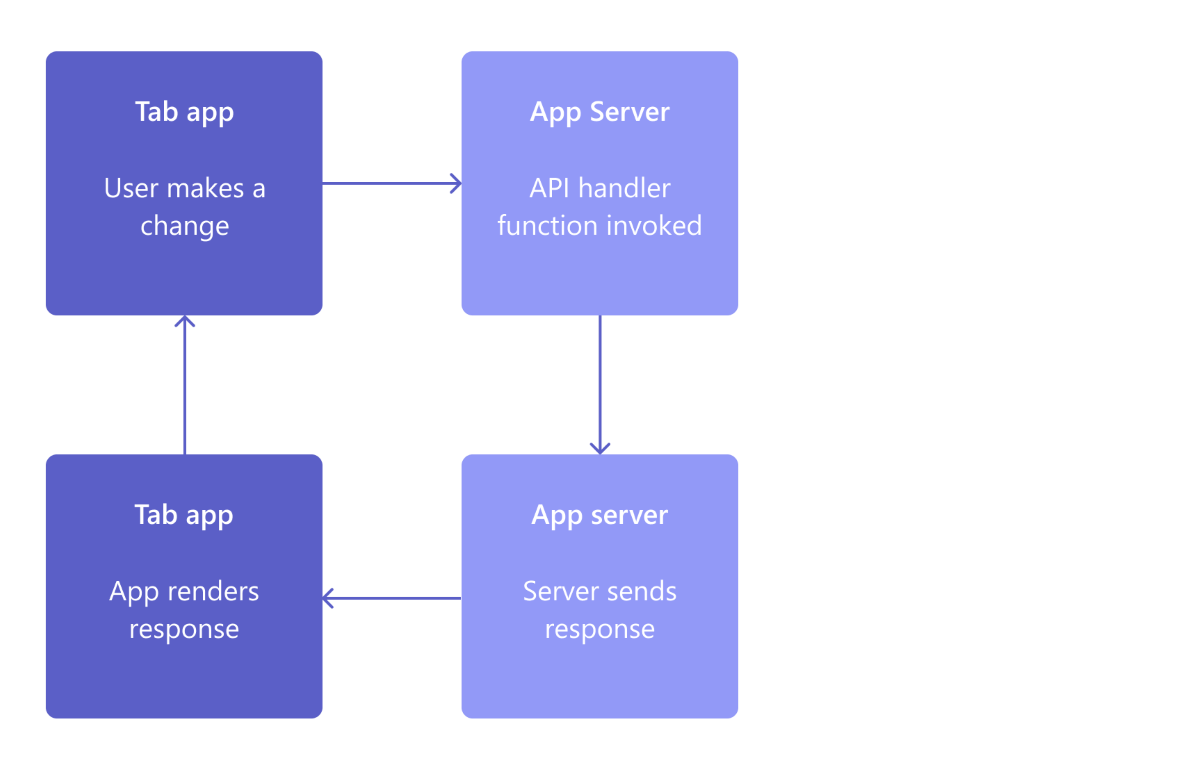 Tab app
User makes a
change
App Server
API handler
function invoked
Tab app
App renders
response
App server
Server sends
response